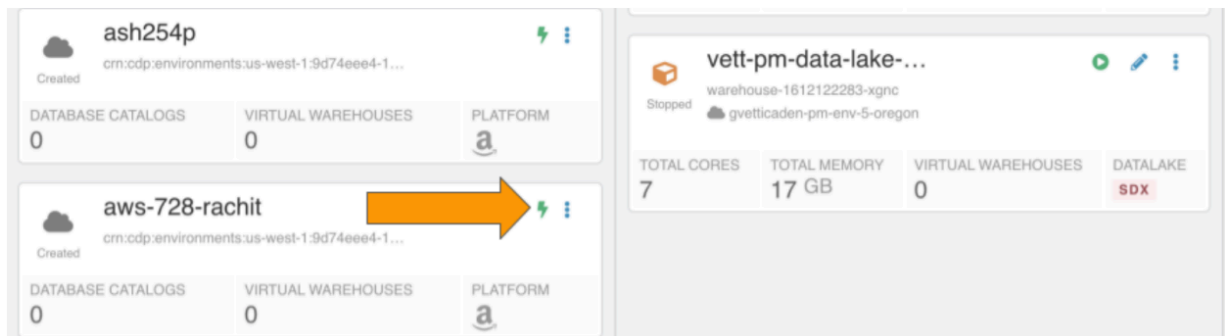 ash254p
crn:cdp:environments:us-west-1:9d74eee4-1...
Created
DATABASE CATALOGS VIRTUAL WAREHOUSES PLATFORM
0 0 a
aws-728-rachit
crn:cdp:environments:us-west-1:9d74eee4-1...
Created
DATABASE CATALOGS VIRTUAL WAREHOUSES PLATFORM
0 0 a
vett-pm-data-lake-...
warehouse-1612122283-xgnc
Stopped
gvetticaden-pm-env-5-oregon
TOTAL CORES TOTAL MEMORY VIRTUAL WAREHOUSES DATALAKE
7 17 GB 0 SDX